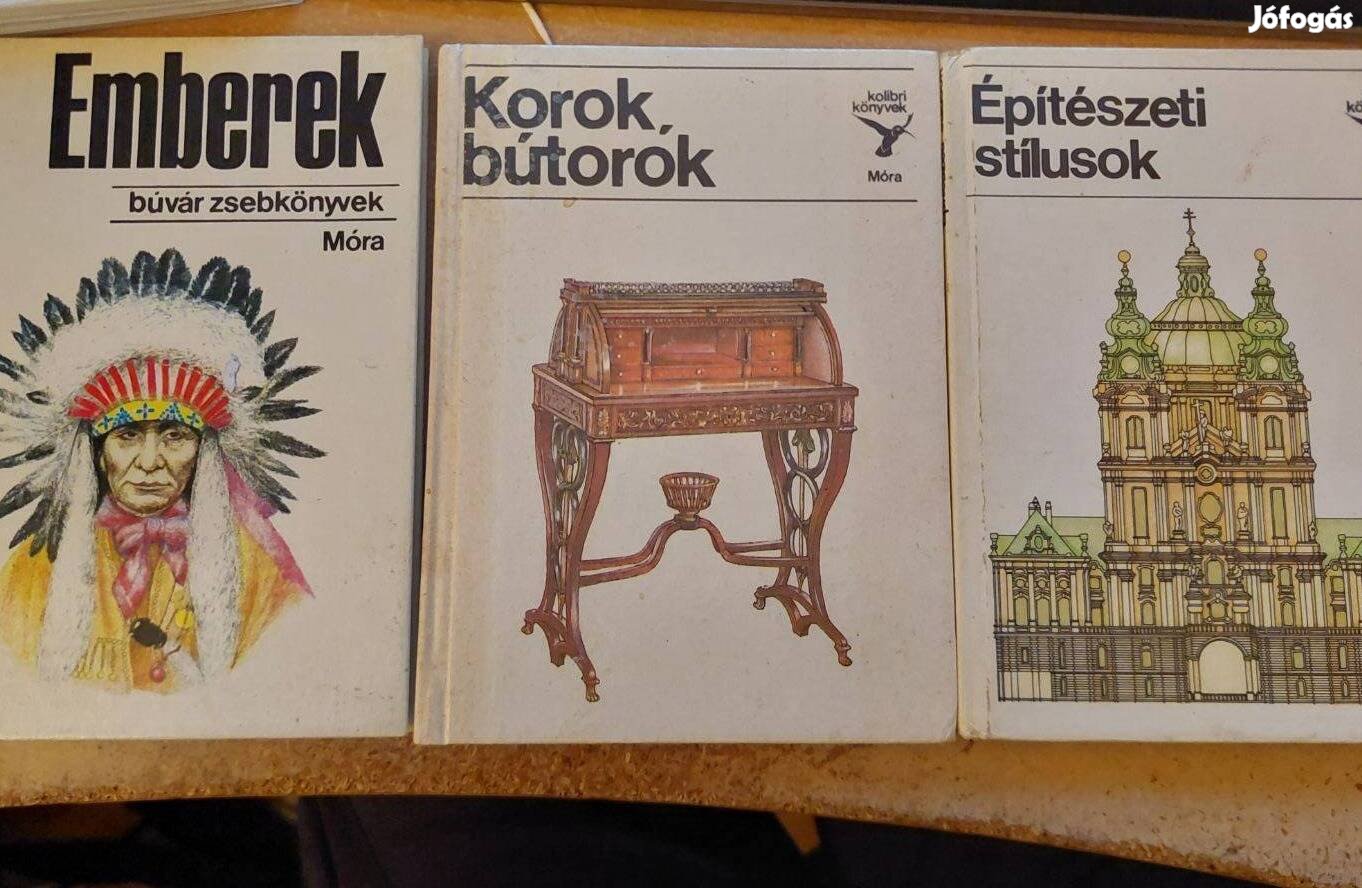 Jófogás
Emberek
búvár zsebkönyvek
Móra
Korok,
bútorok
kolibri
könyvek
Móra
Építészeti
stílusok